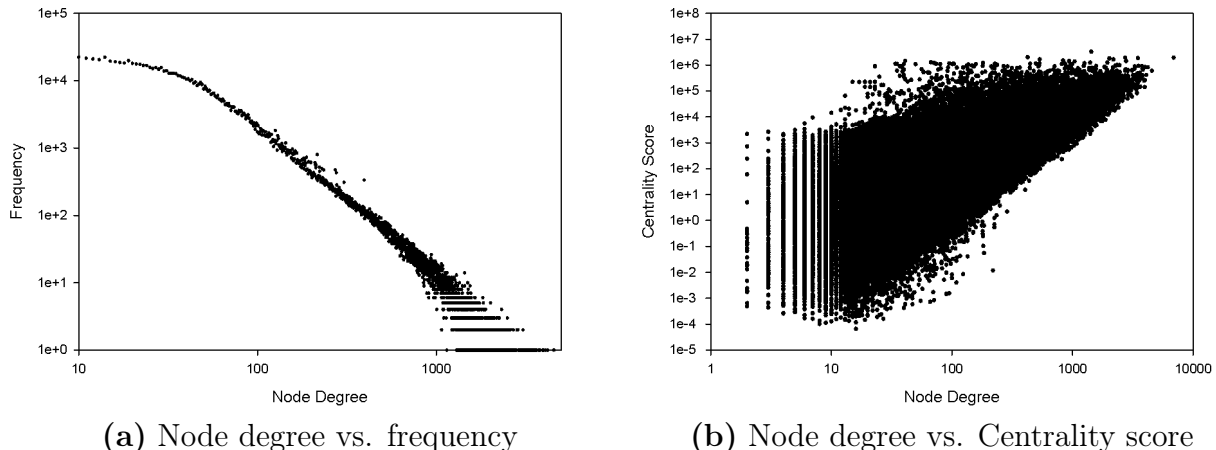 1e+5
1e+4
1e+3
1e+2
1e+1
1e+0
Frequency
10
100
1000
Node Degree
(a) Node degree vs. frequency
1e+8
1e+7
1e+6
1e+5
1e+4
1e+3
1e+2
1e+1
1e+0
1e-1
1e-2
1e-3
1e-4
1e-5
Centrality Score
1
10
100
1000
10000
Node Degree
(b) Node degree vs. Centrality score